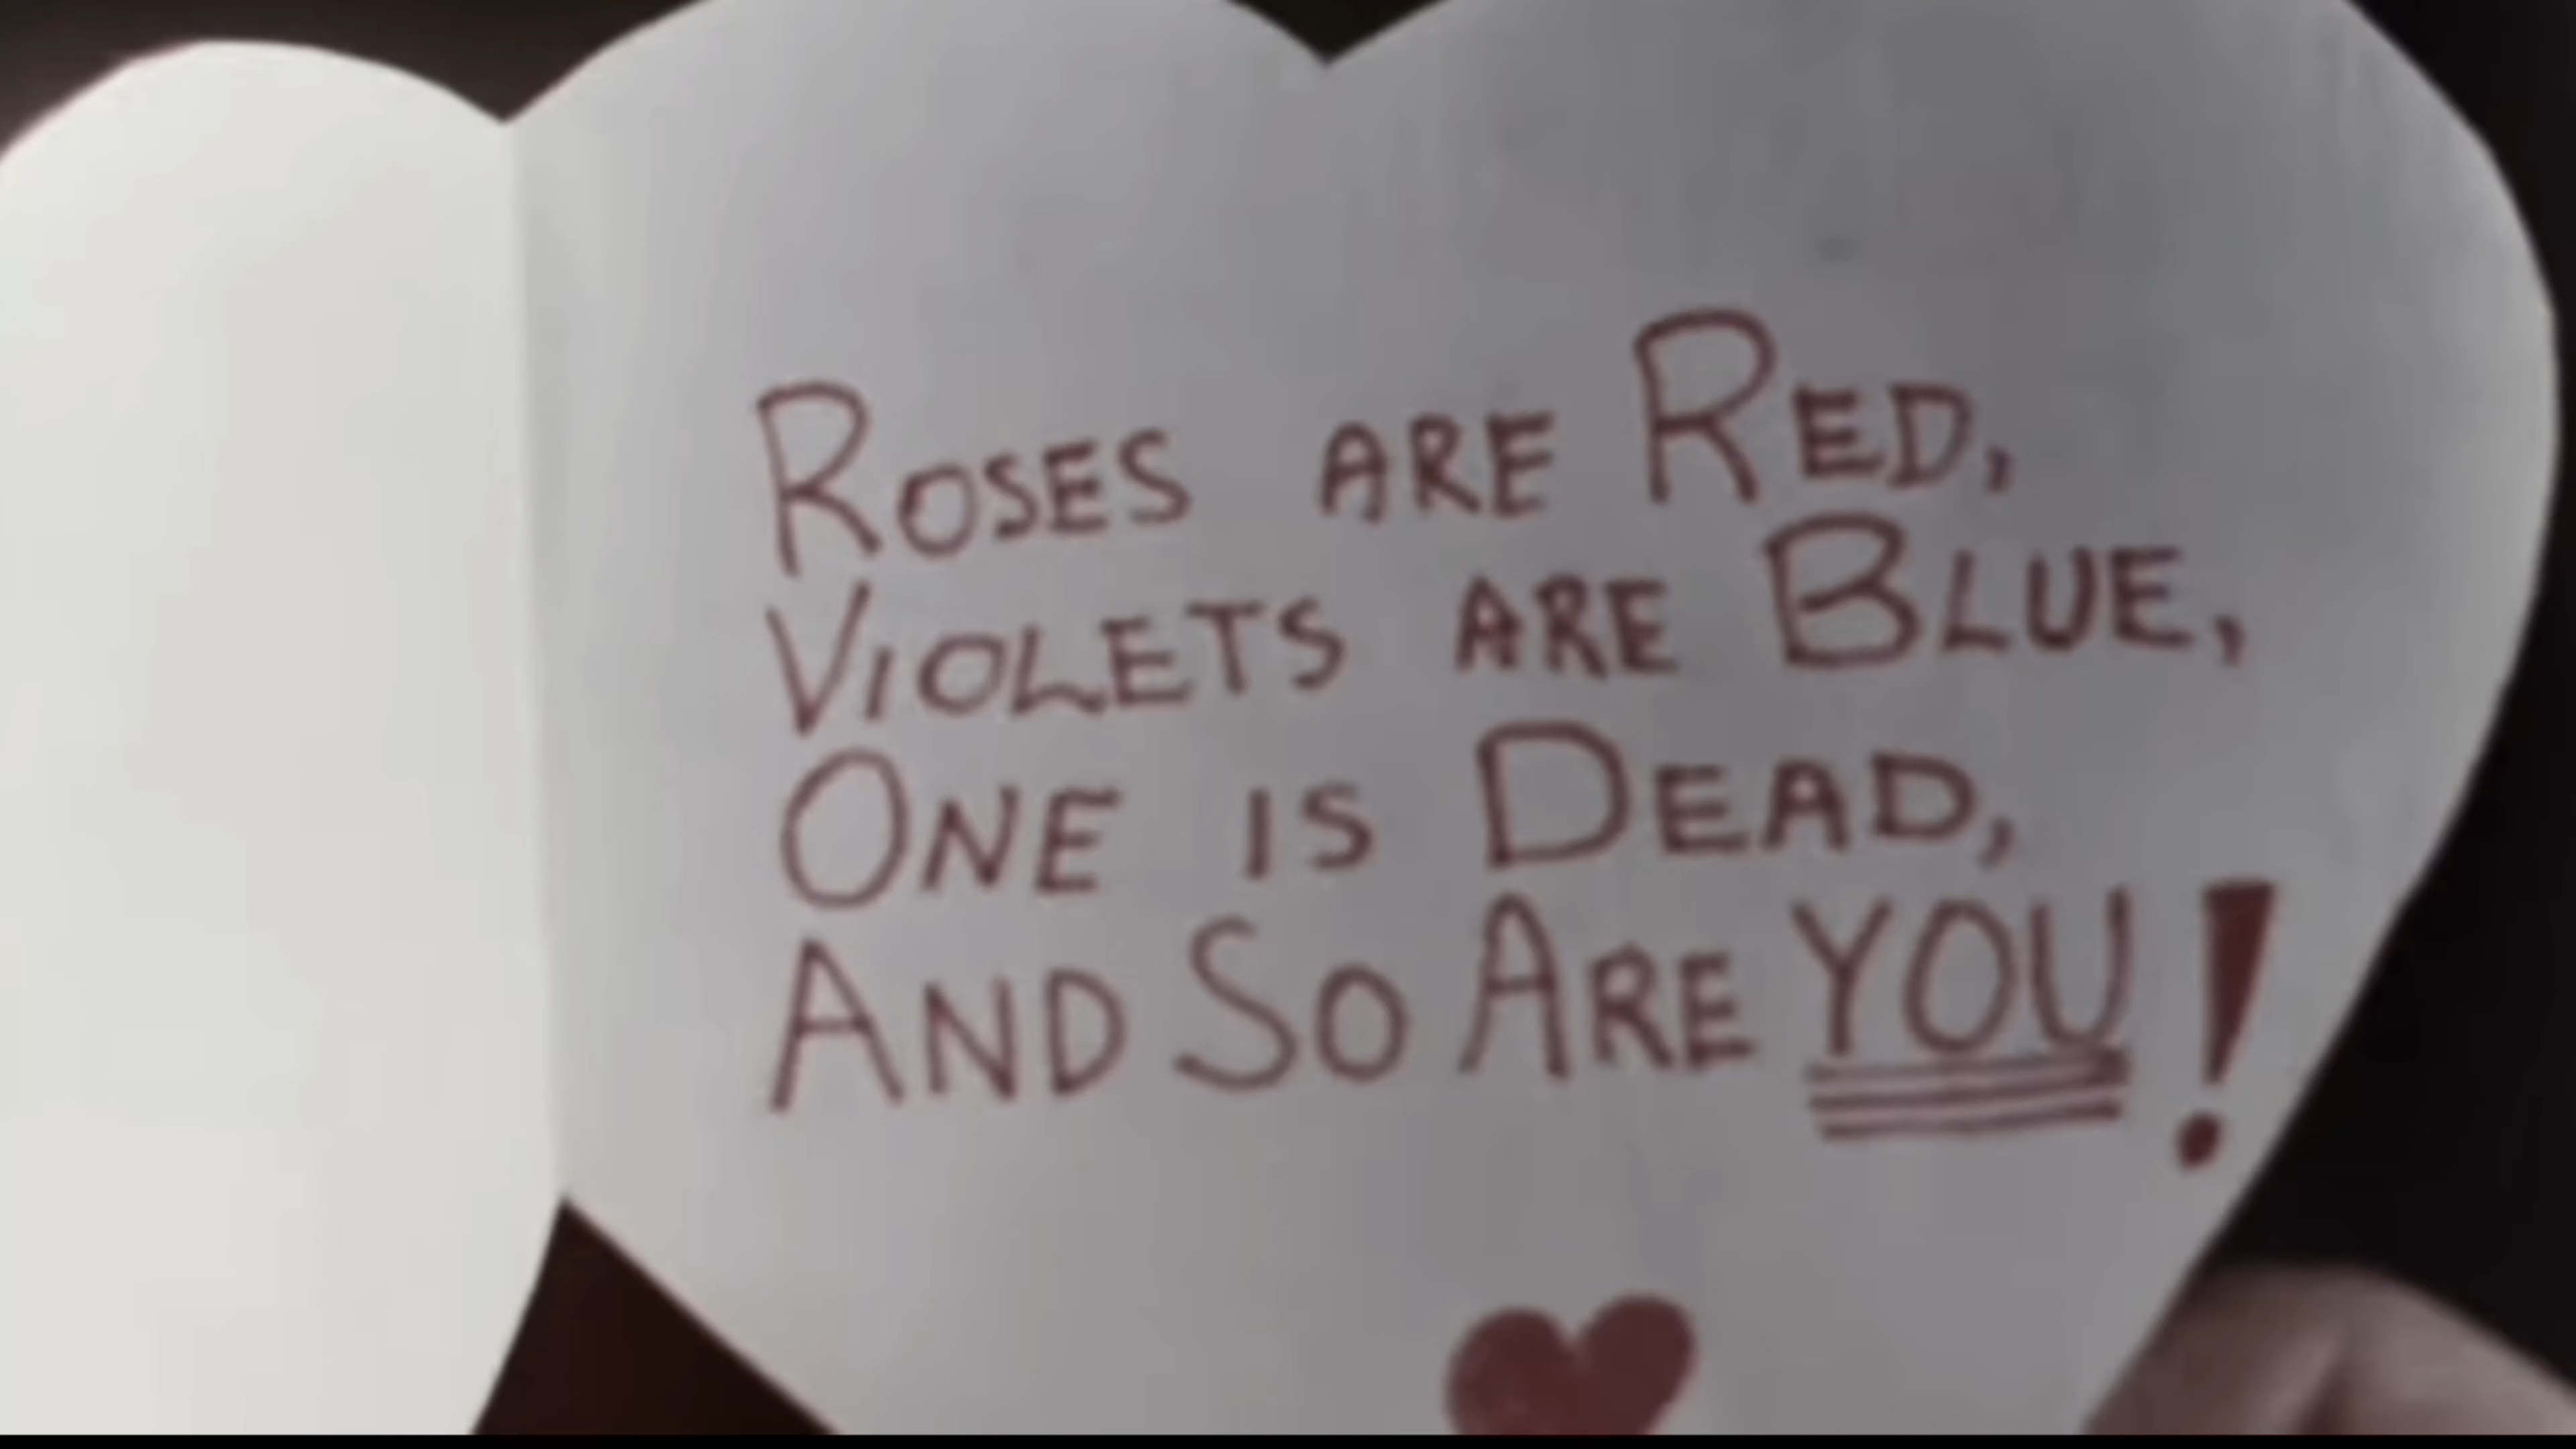 ROSES ARE RED,
VIOLETS ARE BLUE,
ONE IS DEAD,
AND SO ARE YOU!